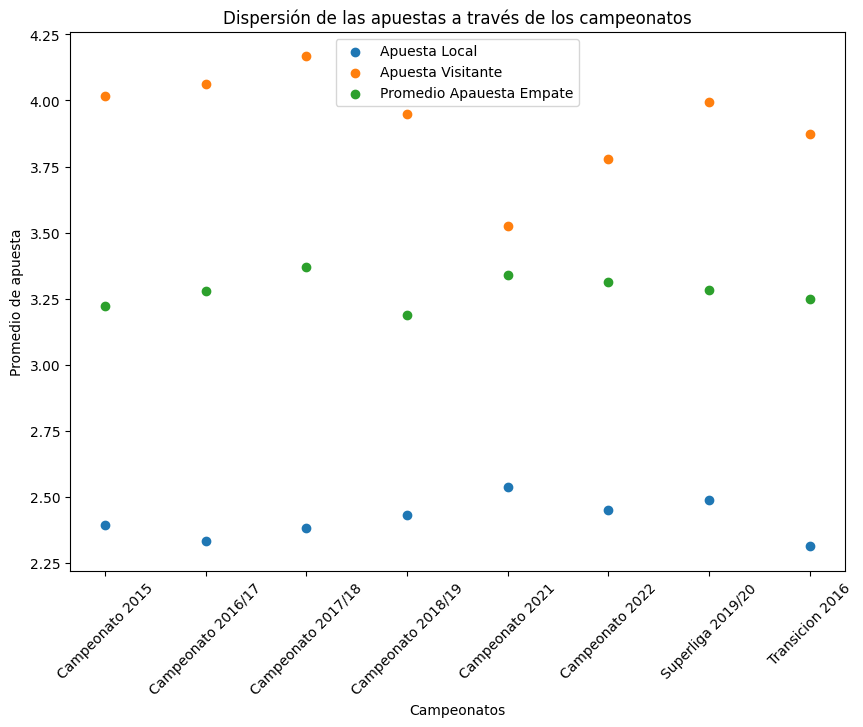 Dispersión de las apuestas a través de los campeonatos
Apuesta Local
Apuesta Visitante
Promedio Apauesta Empate
Promedio de apuesta
4.25
4.00
3.75
3.50
3.25
3.00
2.75
2.50
2.25
Campeonato 2015
Campeonato 2016/17
Campeonato 2017/18
Campeonato 2018/19
Campeonato 2021
Campeonato 2022
Superliga 2019/20
Transicion 2016
Campeonatos